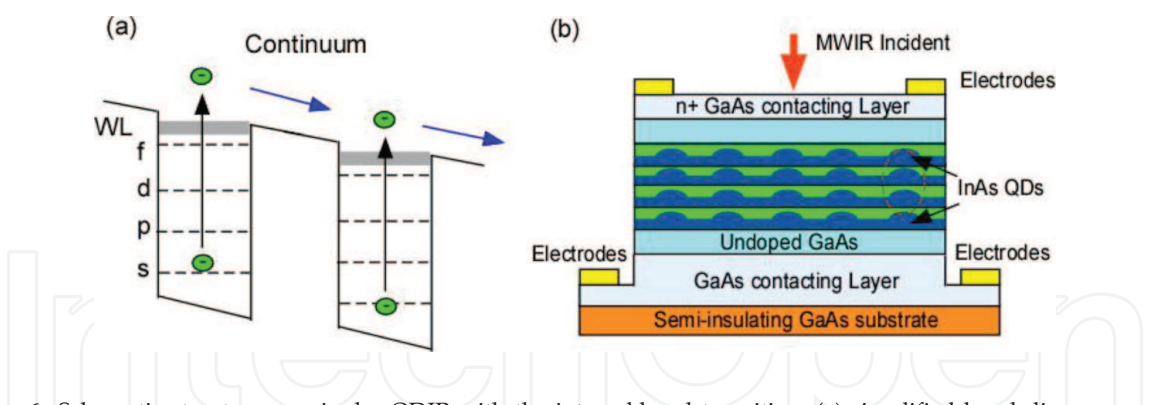 (a)
Continuum
WL
f
d
p
s
(b)
MWIR Incident
Electrodes
n+ GaAs contacting Layer
InAs QDs
Undoped GaAs
Electrodes
Electrodes
GaAs contacting Layer
Semi-insulating GaAs substrate
IntechOpen